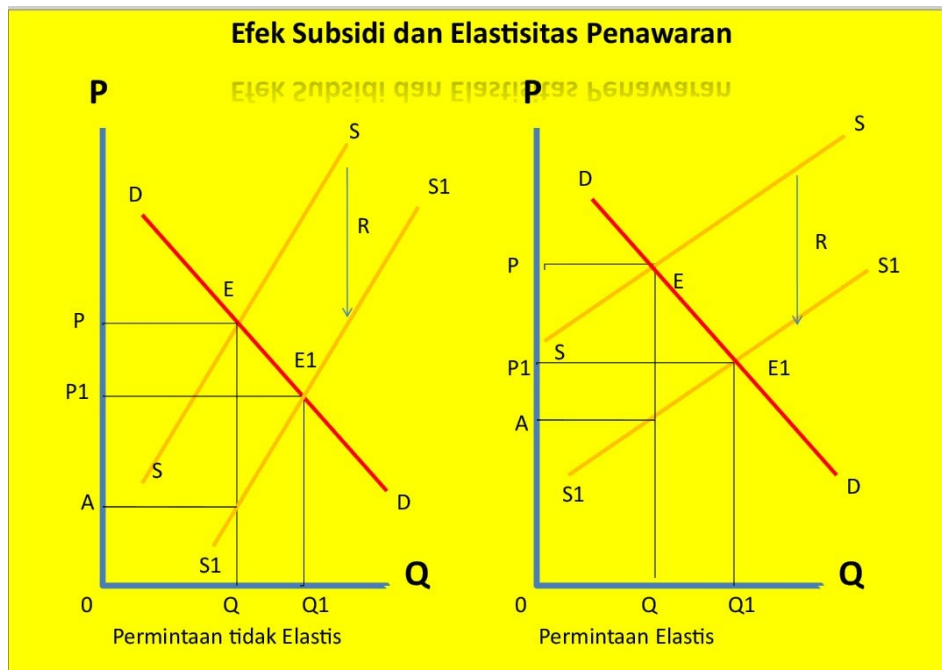 Efek Subsidi dan Elastisitas Penawaran
P
S
S1
D
R
E
P
E1
P1
S
A
D
S1
Q
0
Q
Q1
Permintaan tidak Elastis
P
S
D
R
P
S1
E
S
P1
E1
A
S1
D
Q
0
Q
Q1
Permintaan Elastis